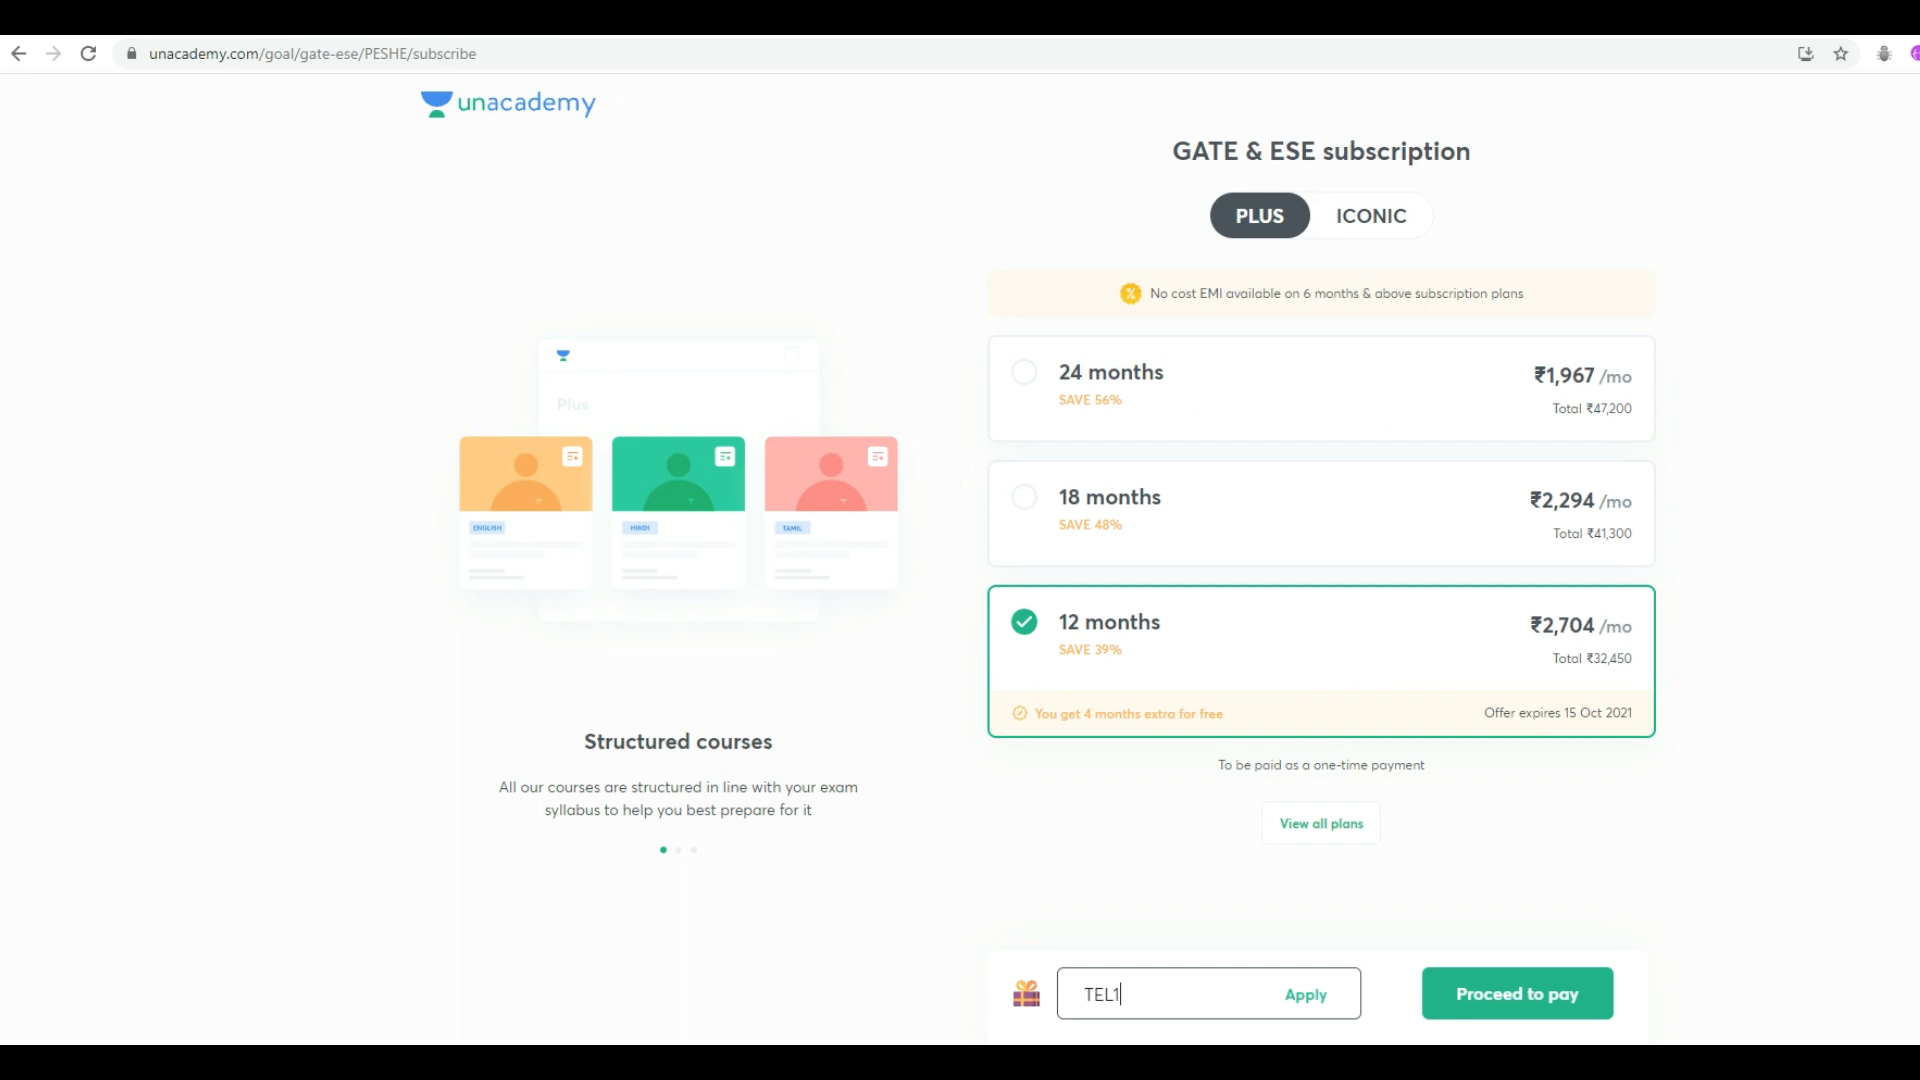 unacademy.com/goal/gate-ese/PESHE/subscribe
unacademy
GATE & ESE subscription
PLUS ICONIC
No cost EMI available on 6 months & above subscription plans
24 months
SAVE 56%
₹1,967 /mo
Total ₹47,200
18 months
SAVE 48%
₹2,294 /mo
Total ₹41,300
12 months
SAVE 39%
₹2,704 /mo
Total ₹32,450
You get 4 months extra for free
Offer expires 15 Oct 2021
To be paid as a one-time payment
View all plans
Plus
ENGLISH
HINDI
TAMIL
Structured courses
All our courses are structured in line with your exam
syllabus to help you best prepare for it
TEL1
Apply
Proceed to pay